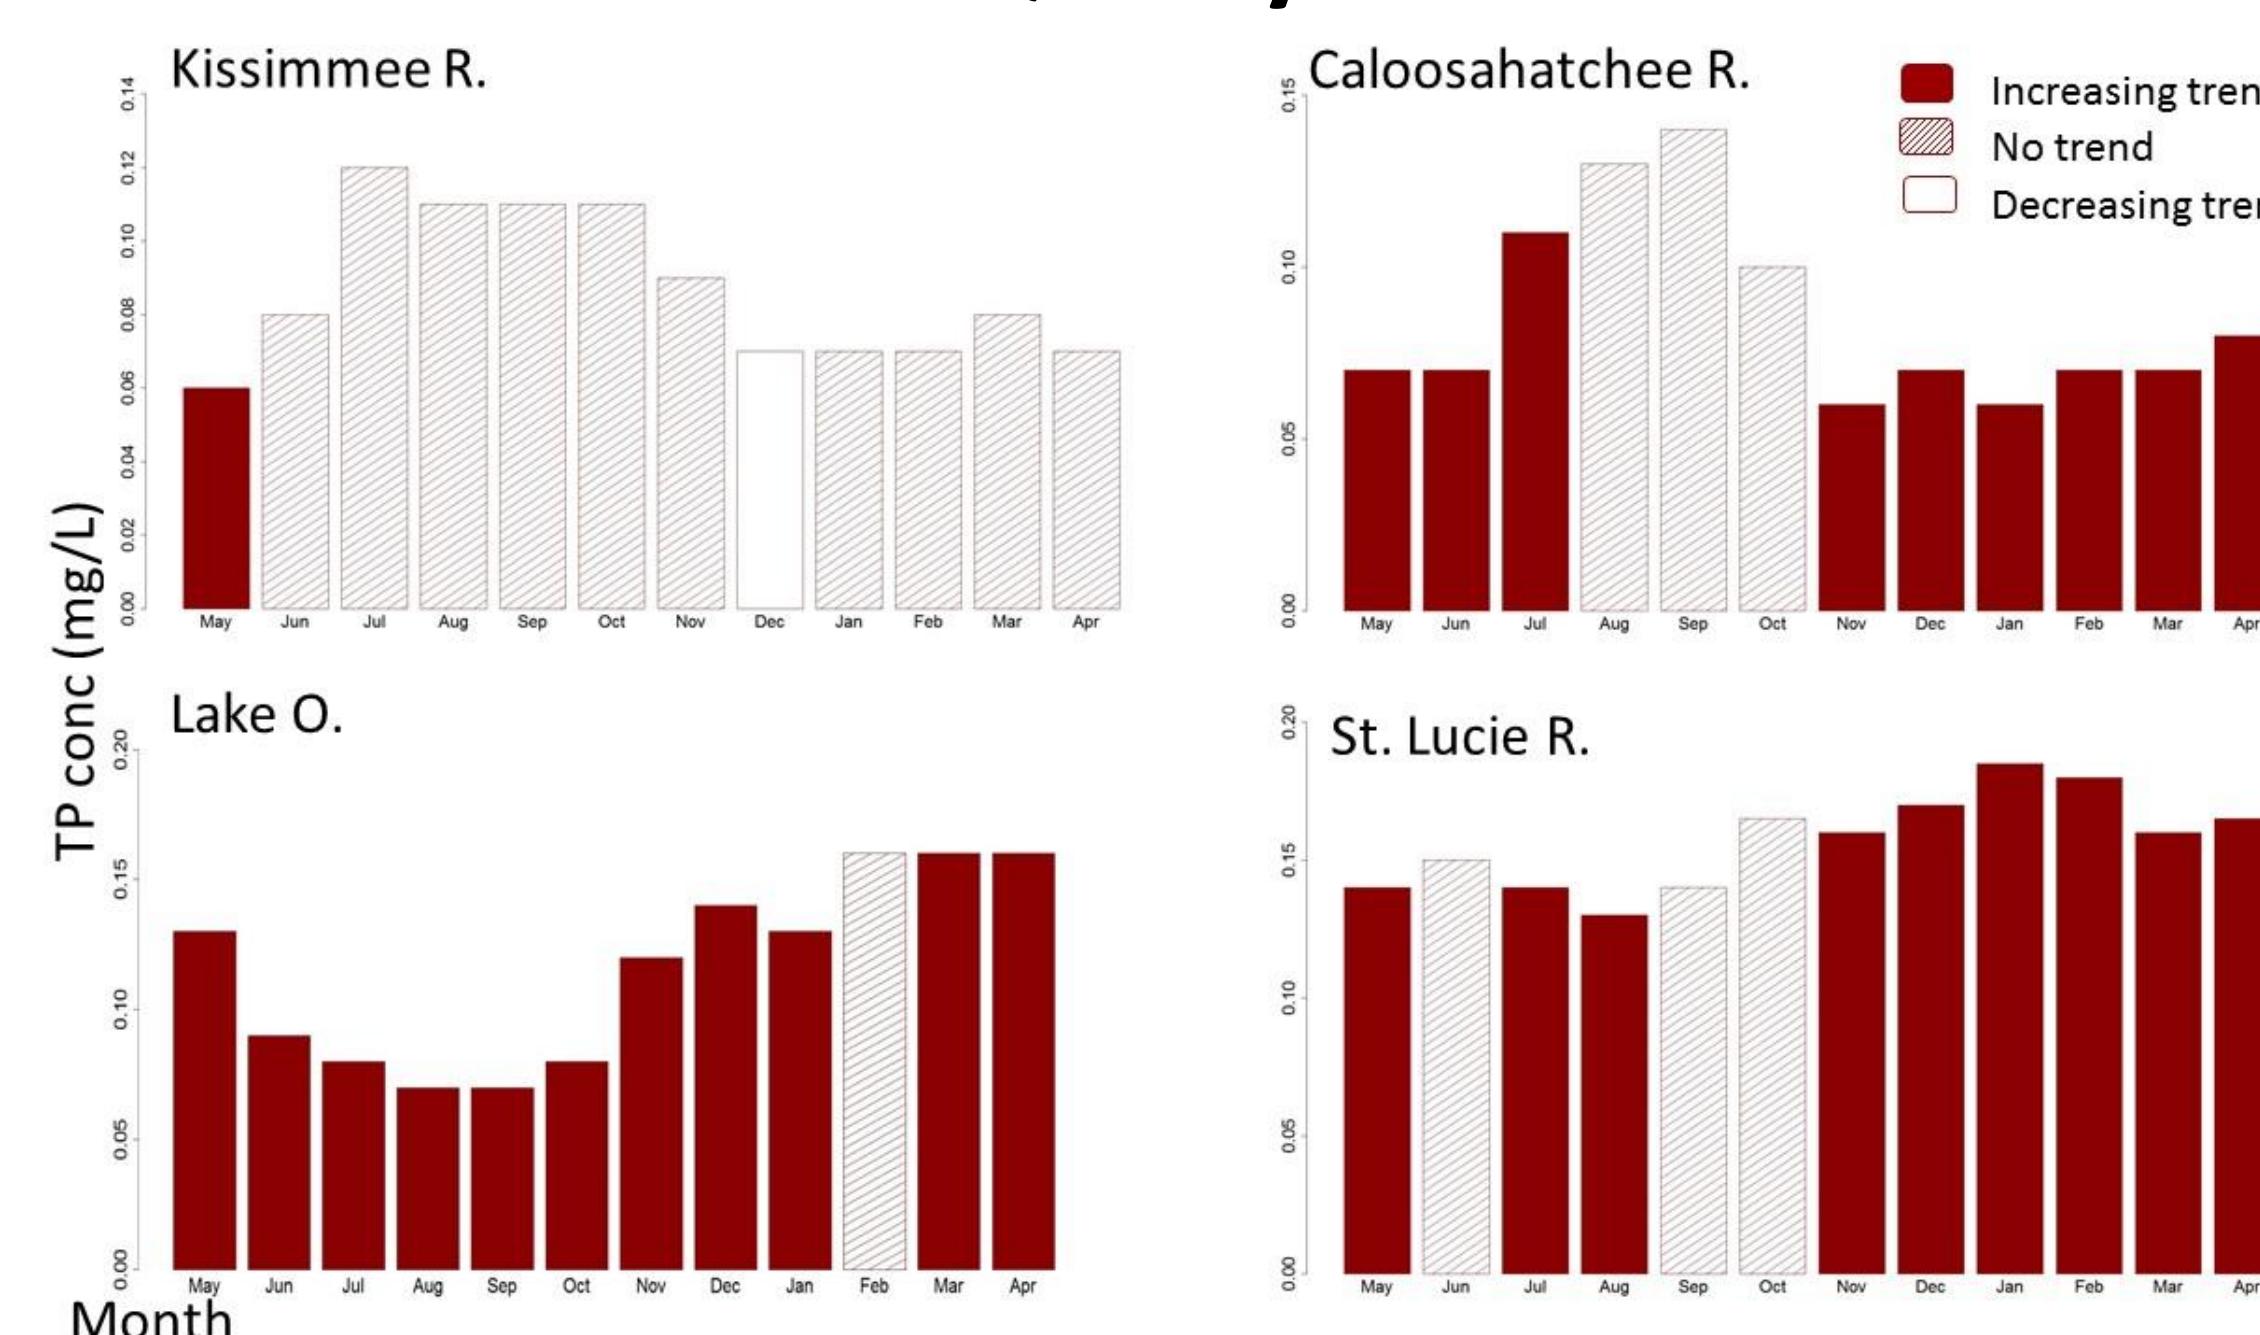 Kissimmee R.
0.14
0.12
0.10
0.08
0.06
0.04
0.02
0.00
May Jun Jul Aug Sep Oct Nov Dec Jan Feb Mar Apr
Caloosahatchee R.
0.15
0.10
0.05
0.00
May Jun Jul Aug Sep Oct Nov Dec Jan Feb Mar Apr
Increasing tren
No trend
Decreasing tre
TP conc (mg/L)
Lake O.
0.20
0.15
0.10
0.05
0.00
May Jun Jul Aug Sep Oct Nov Dec Jan Feb Mar Apr
St. Lucie R.
0.20
0.15
0.10
0.05
0.00
May Jun Jul Aug Sep Oct Nov Dec Jan Feb Mar Apr
Month